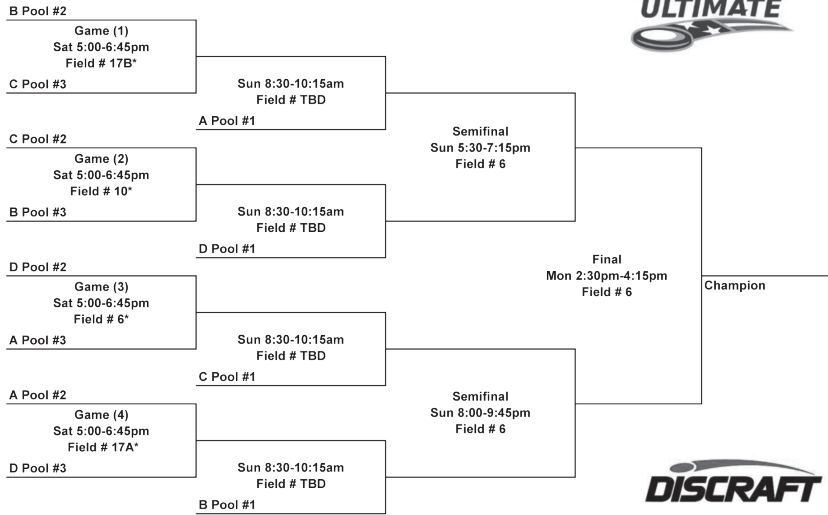 ULTIMATE
B Pool #2
Game (1)
Sat 5:00-6:45pm
Field # 17B*
C Pool #3
Sun 8:30-10:15am
Field # TBD
A Pool #1
C Pool #2
Game (2)
Sat 5:00-6:45pm
Field # 10*
B Pool #3
Sun 8:30-10:15am
Field # TBD
D Pool #1
Semifinal
Sun 5:30-7:15pm
Field # 6
D Pool #2
Game (3)
Sat 5:00-6:45pm
Field # 6*
A Pool #3
Sun 8:30-10:15am
Field # TBD
C Pool #1
A Pool #2
Game (4)
Sat 5:00-6:45pm
Field # 17A*
D Pool #3
Sun 8:30-10:15am
Field # TBD
B Pool #1
Semifinal
Sun 8:00-9:45pm
Field # 6
Final
Mon 2:30pm-4:15pm
Field # 6
Champion
DISCRAFT